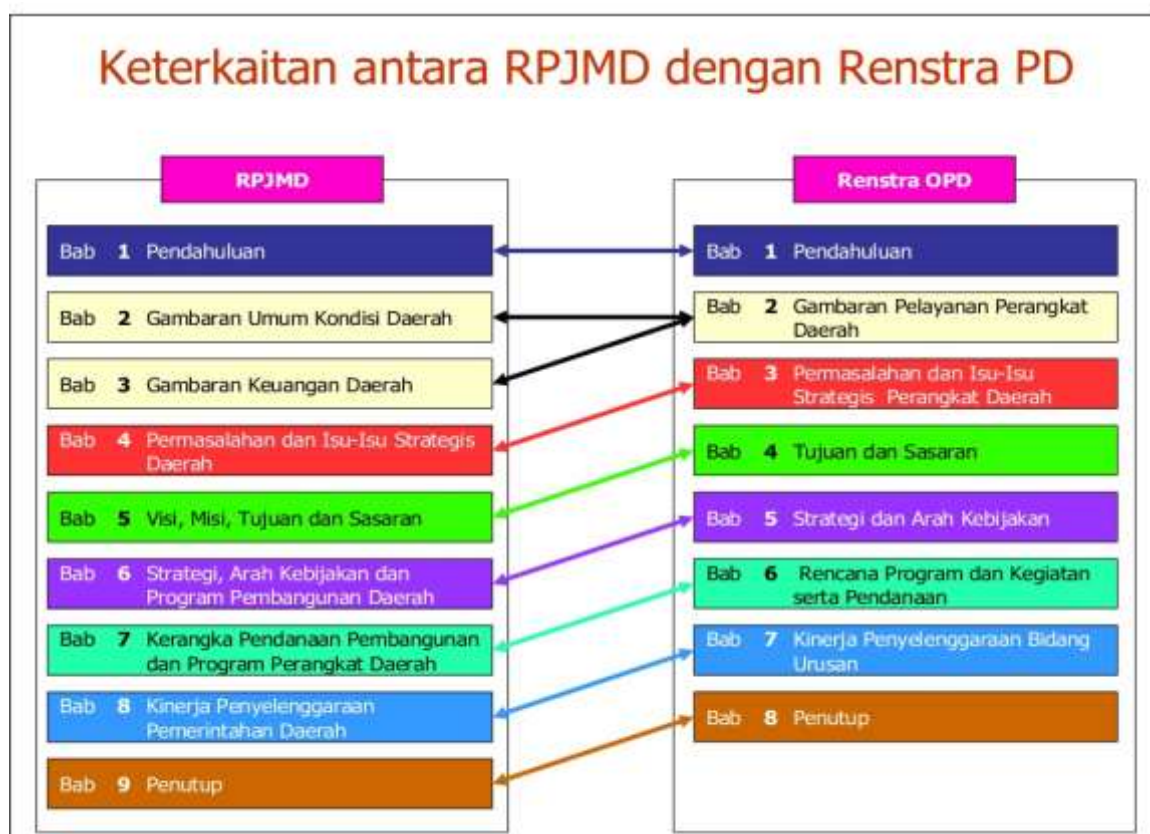 Keterkaitan antara RPJMD dengan Renstra PD
RPJMD
Bab 1 Pendahuluan
Bab 2 Gambaran Umum Kondisi Daerah
Bab 3 Gambaran Keuangan Daerah
Bab 4 Permasalahan dan Isu-Isu Strategis
Daerah
Bab 5 Visi, Misi, Tujuan dan Sasaran
Bab 6 Strategi, Arah Kebijakan dan
Program Pembangunan Daerah
Bab 7 Kerangka Pendanaan Pembangunan
dan Program Perangkat Daerah
Bab 8 Kinerja Penyelenggaraan
Pemerintahan Daerah
Bab 9 Penutup
Renstra OPD
Bab 1 Pendahuluan
Bab 2 Gambaran Pelayanan Perangkat
Daerah
Bab 3 Permasalahan dan Isu-Isu
Strategis Perangkat Daerah
Bab 4 Tujuan dan Sasaran
Bab 5 Strategi dan Arah Kebijakan
Bab 6 Rencana Program dan Kegiatan
serta Pendanaan
Bab 7 Kinerja Penyelenggaraan Bidang
Urusan
Bab 8 Penutup